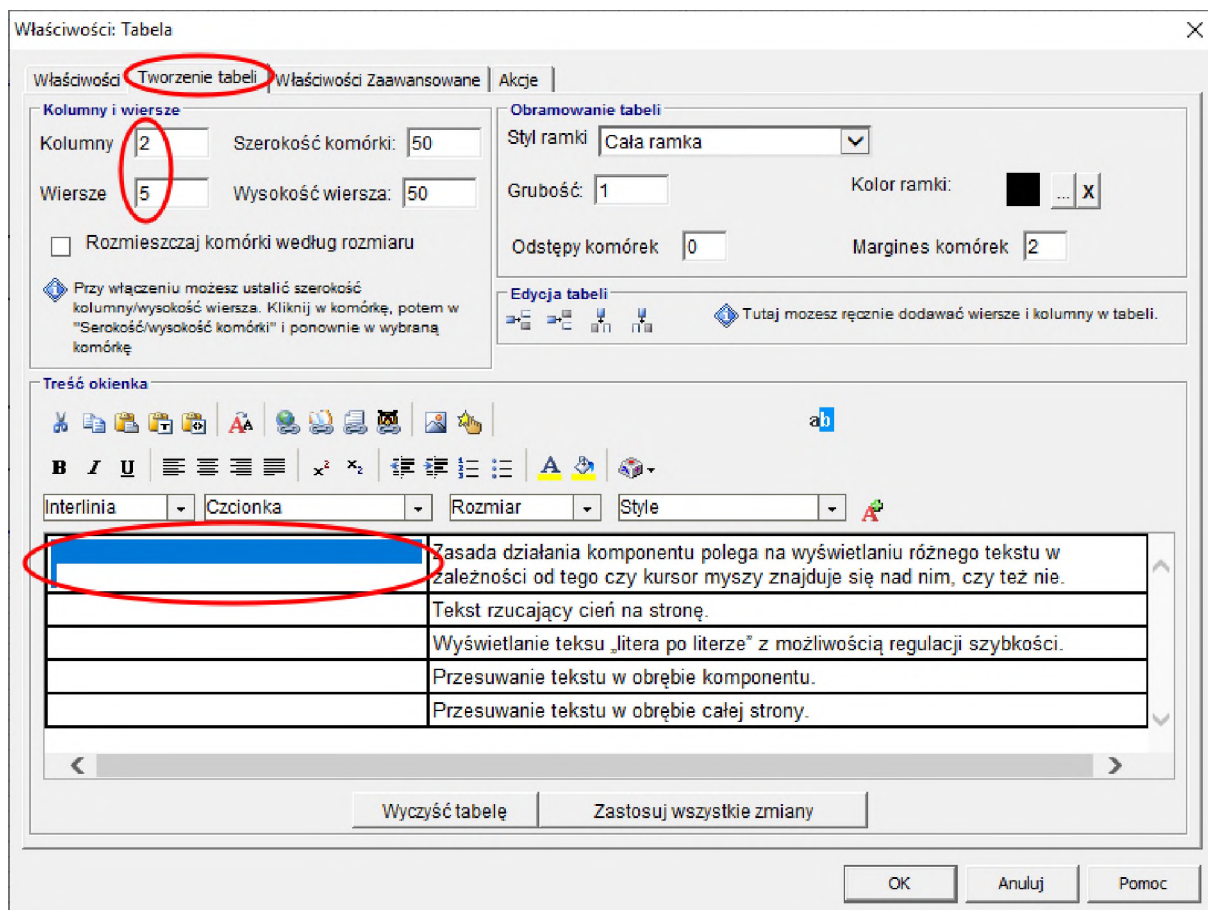 Właściwości: Tabela
Właściwości Tworzenie tabeli Właściwości Zaawansowane Akcje
Kolumny i wiersze
Kolumny 2 Szerokość komórki: 50
Wiersze 5 Wysokość wiersza: 50
Rozmieszczaj komórki według rozmiaru
Przy włączeniu możesz ustalić szerokość
kolumny/wysokość wiersza. Kliknij w komórkę, potem w
"Serokość/wysokość komórki" i ponownie w wybraną
komórkę
Obramowanie tabeli
Styl ramki Cała ramka
Grubość: 1 Kolor ramki: ... X
Odstępy komórek 0 Margines komórek 2
Edycja tabeli
Tutaj mozesz ręcznie dodawać wiersze i kolumny w tabeli.
Treść okienka
ab
B I U x² x₂ A
Interlinia Czcionka Rozmiar Style
Zasada działania komponentu polega na wyświetlaniu różnego tekstu w
zależności od tego czy kursor myszy znajduje się nad nim, czy też nie.
Tekst rzucający cień na stronę.
Wyświetlanie teksu „litera po literze” z możliwością regulacji szybkości.
Przesuwanie tekstu w obrębie komponentu.
Przesuwanie tekstu w obrębie całej strony.
Wyczyść tabelę Zastosuj wszystkie zmiany
OK Anuluj Pomoc